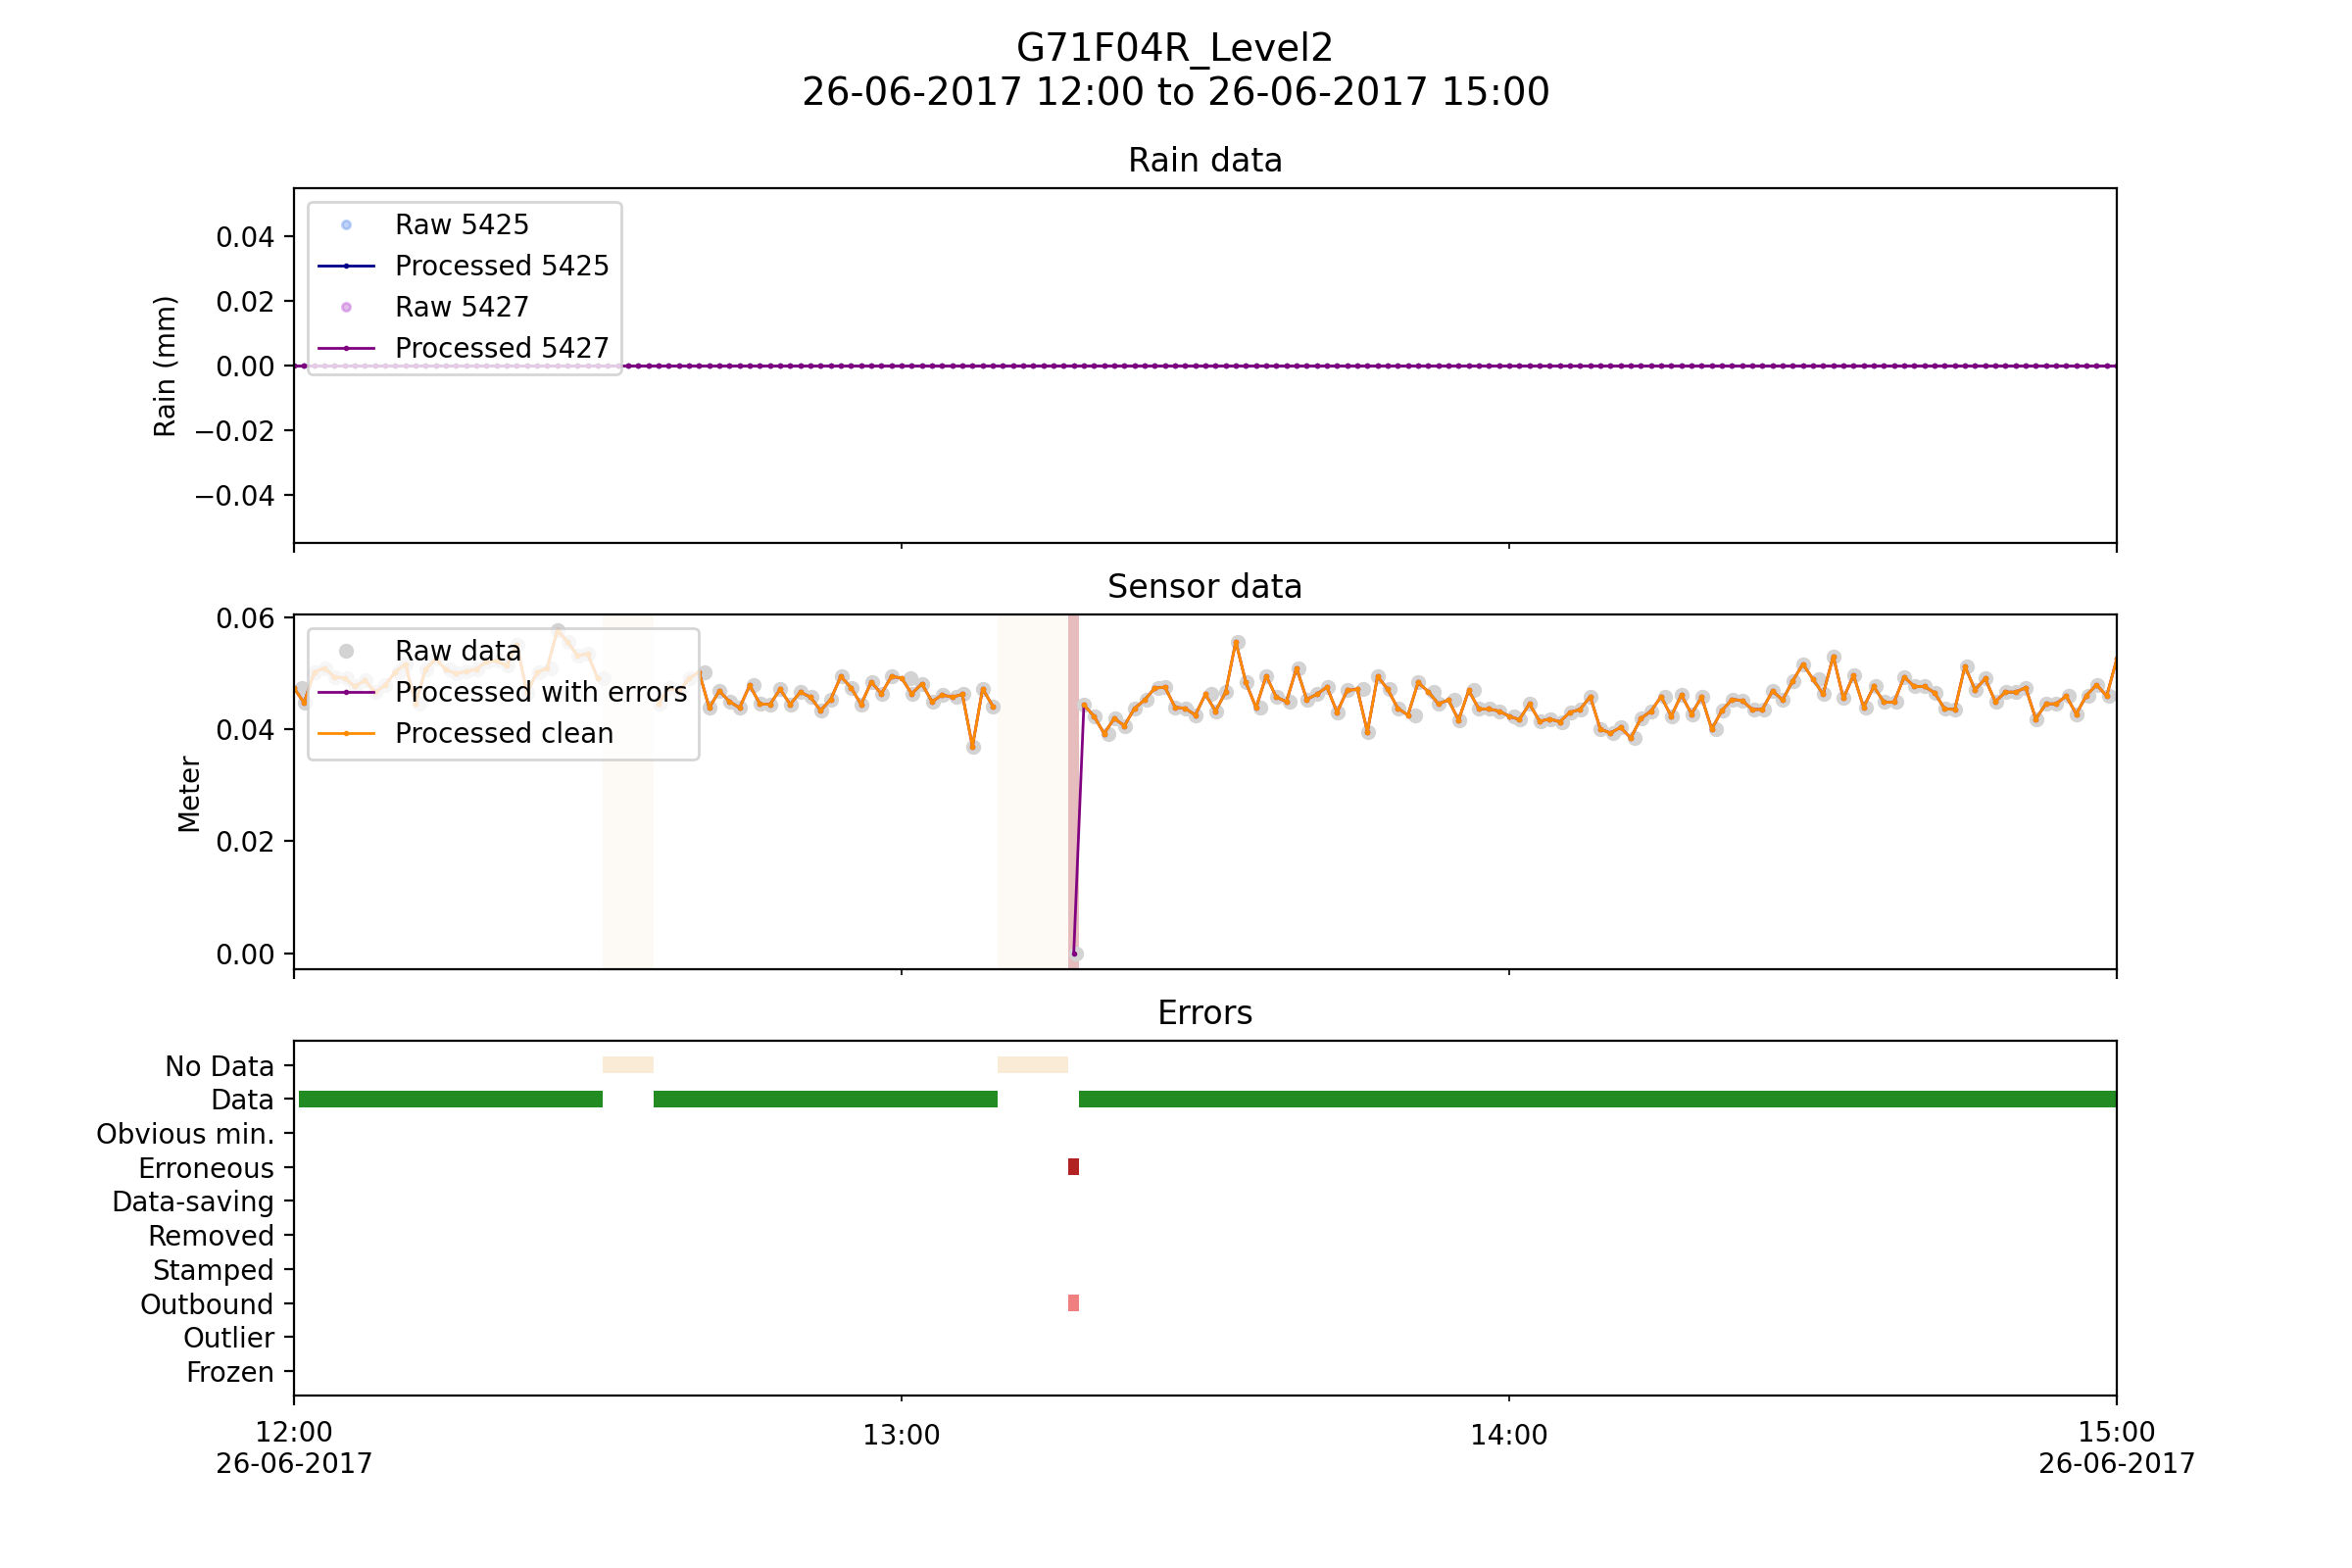 G71F04R_Level2
26-06-2017 12:00 to 26-06-2017 15:00
Rain data
Raw 5425
Processed 5425
Raw 5427
Processed 5427
0.04
0.02
0.00
−0.02
−0.04
Rain (mm)
Sensor data
Raw data
Processed with errors
Processed clean
0.06
0.04
0.02
0.00
Meter
Errors
No Data
Data
Obvious min.
Erroneous
Data-saving
Removed
Stamped
Outbound
Outlier
Frozen
12:00
26-06-2017
13:00
14:00
15:00
26-06-2017